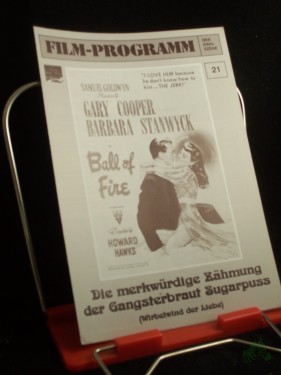 FILM-PROGRAMM
21
"I LOVE HIM because
he doesn't know how to
kiss...THE JERK!"
SAMUEL GOLDWYN
GARY COOPER
BARBARA STANWYCK
Ball of
Fire
HOWARD
HAWKS
Die merkwürdige Zähmung
der Gangsterbraut Sugarpuss
(Wirbelwind der Liebe)